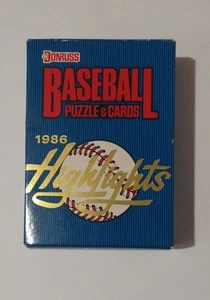 DONRUSS
BASEBALL
PUZZLE & CARDS
1986
Highlights